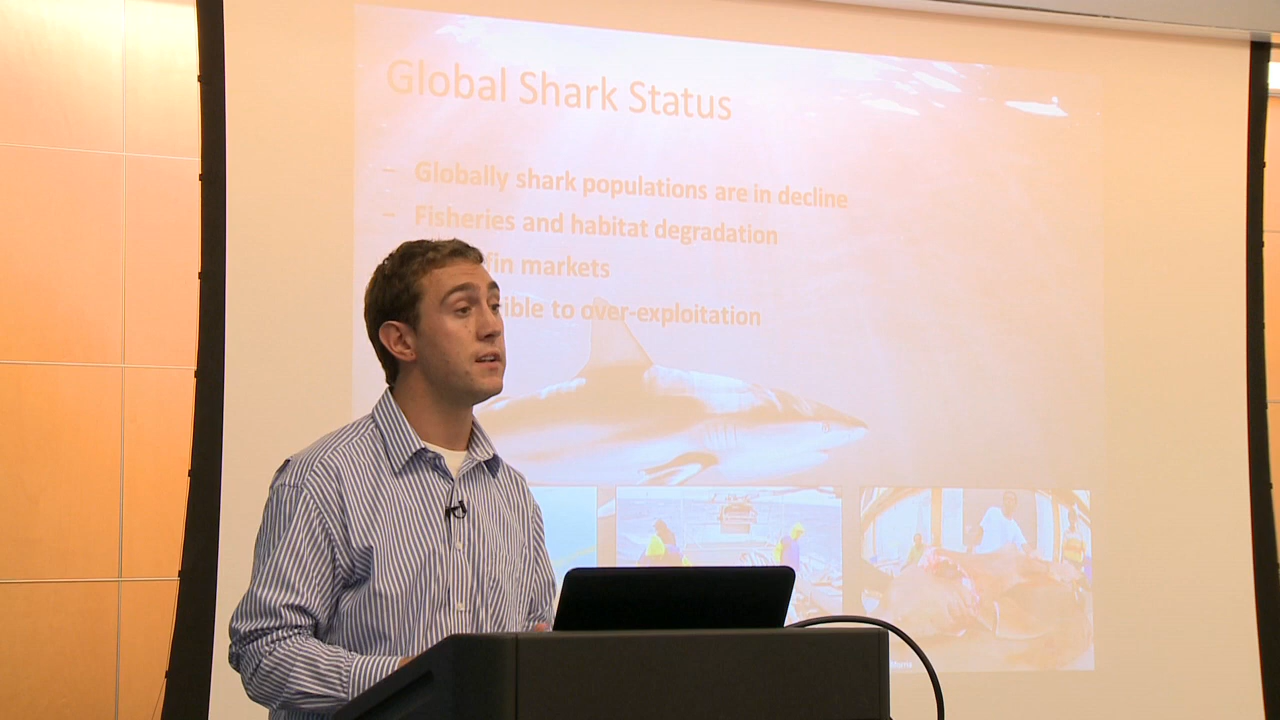 Global Shark Status
– Globally shark populations are in decline
– Fisheries and habitat degradation
fin markets
ible to over-exploitation